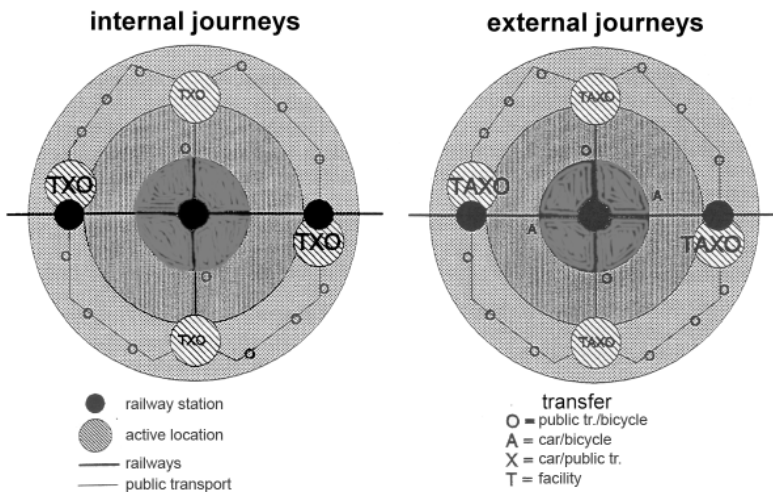 internal journeys
TXO
O
O
O
O
O
O
O
TXO
TXO
O
O
O
O
O
O
TXO
O
O
railway station
active location
railways
public transport
external journeys
TAXO
O
O
O
O
O
O
O
TAXO
A
A
TAXO
O
O
O
O
O
O
TAXO
O
O
transfer
O = public tr./bicycle
A = car/bicycle
X = car/public tr.
T = facility